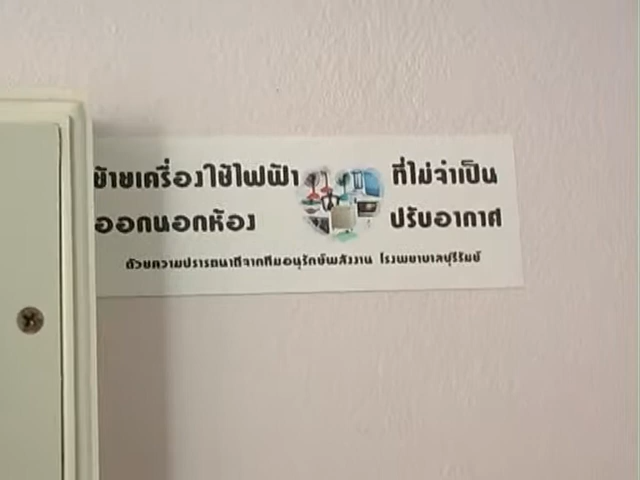 ย้ายเครื่องใช้ไฟฟ้า ที่ไม่จำเป็น
ออกนอกห้อง ปรับอากาศ
ด้วยความปรารถนาดีจากทีมอนุรักษ์พลังงาน โรงพยาบาลบุรีรัมย์